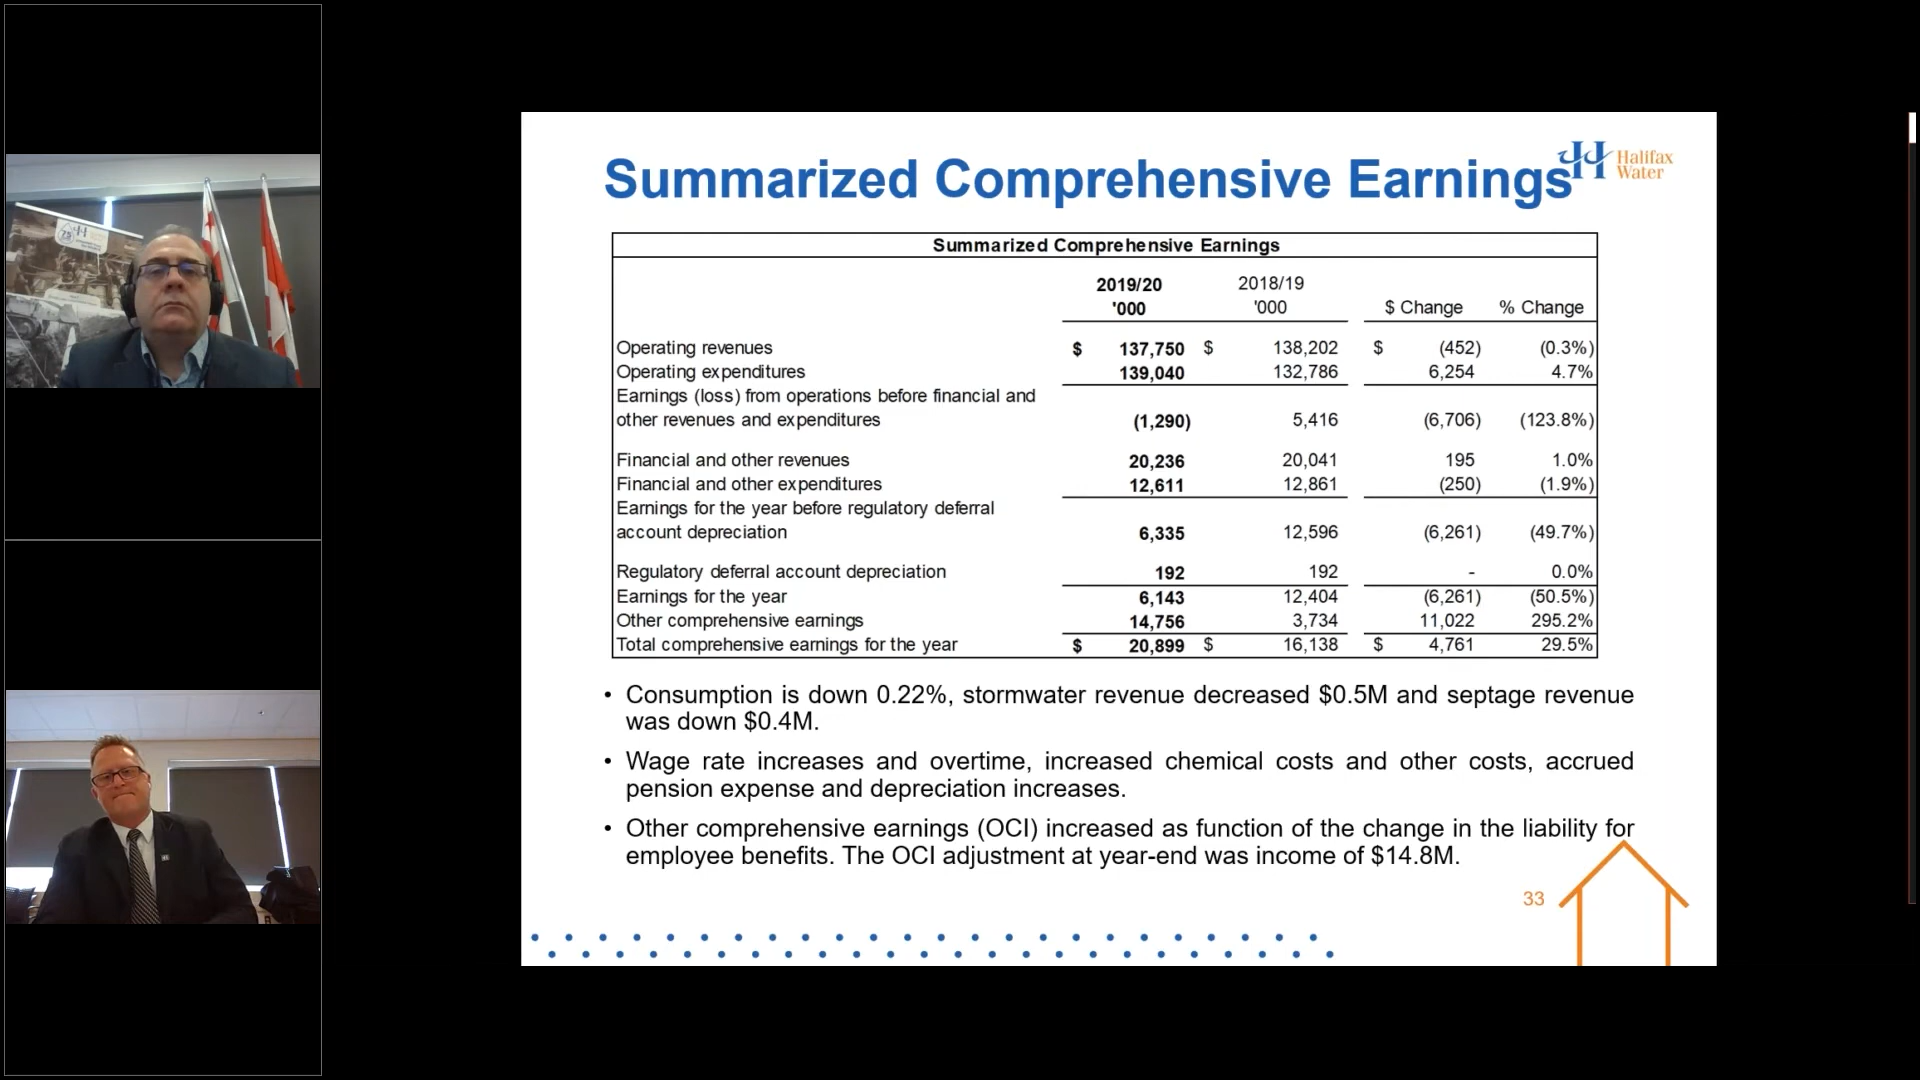 Summarized Comprehensive Earnings
Halifax
Water
Summarized Comprehensive Earnings
2019/20 2018/19
'000 '000 $ Change % Change
Operating revenues $ 137,750 $ 138,202 $ (452) (0.3%)
Operating expenditures 139,040 132,786 6,254 4.7%
Earnings (loss) from operations before financial and
other revenues and expenditures (1,290) 5,416 (6,706) (123.8%)
Financial and other revenues 20,236 20,041 195 1.0%
Financial and other expenditures 12,611 12,861 (250) (1.9%)
Earnings for the year before regulatory deferral
account depreciation 6,335 12,596 (6,261) (49.7%)
Regulatory deferral account depreciation 192 192 - 0.0%
Earnings for the year 6,143 12,404 (6,261) (50.5%)
Other comprehensive earnings 14,756 3,734 11,022 295.2%
Total comprehensive earnings for the year $ 20,899 $ 16,138 $ 4,761 29.5%
• Consumption is down 0.22%, stormwater revenue decreased $0.5M and septage revenue
was down $0.4M.
• Wage rate increases and overtime, increased chemical costs and other costs, accrued
pension expense and depreciation increases.
• Other comprehensive earnings (OCI) increased as function of the change in the liability for
employee benefits. The OCI adjustment at year-end was income of $14.8M.
33